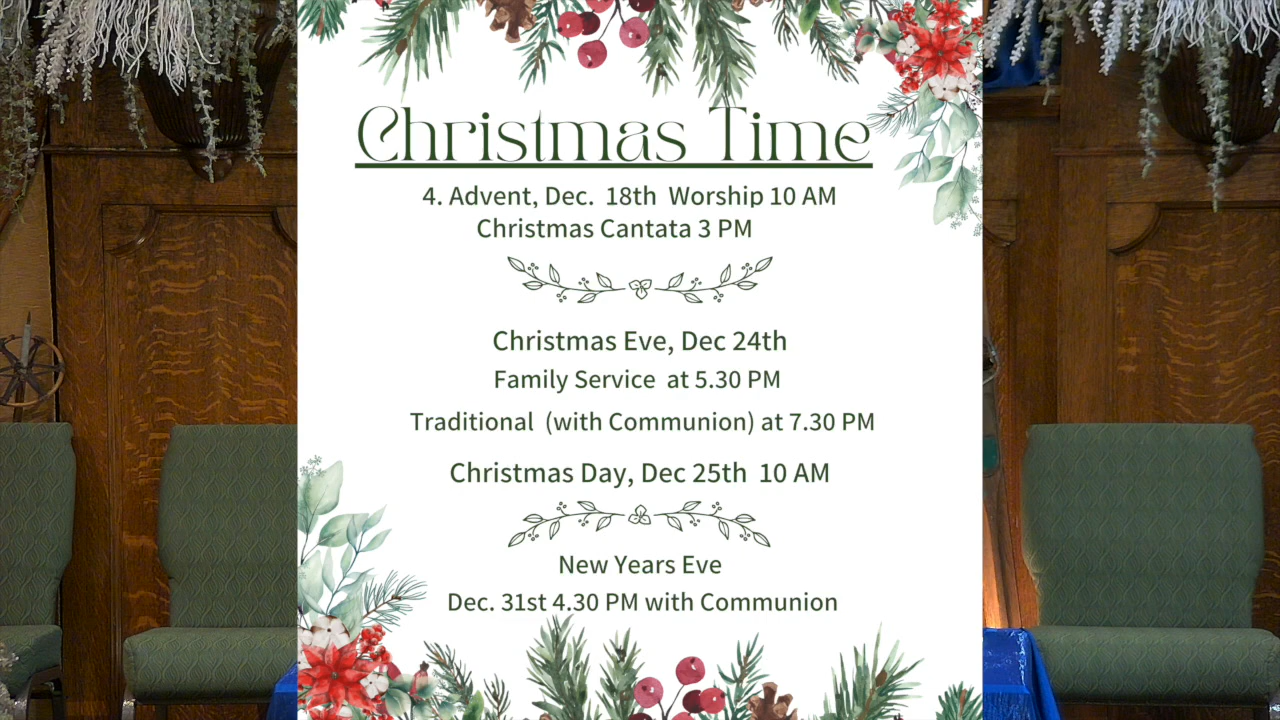 Christmas Time
4. Advent, Dec. 18th Worship 10 AM
Christmas Cantata 3 PM
Christmas Eve, Dec 24th
Family Service at 5.30 PM
Traditional (with Communion) at 7.30 PM
Christmas Day, Dec 25th 10 AM
New Years Eve
Dec. 31st 4.30 PM with Communion